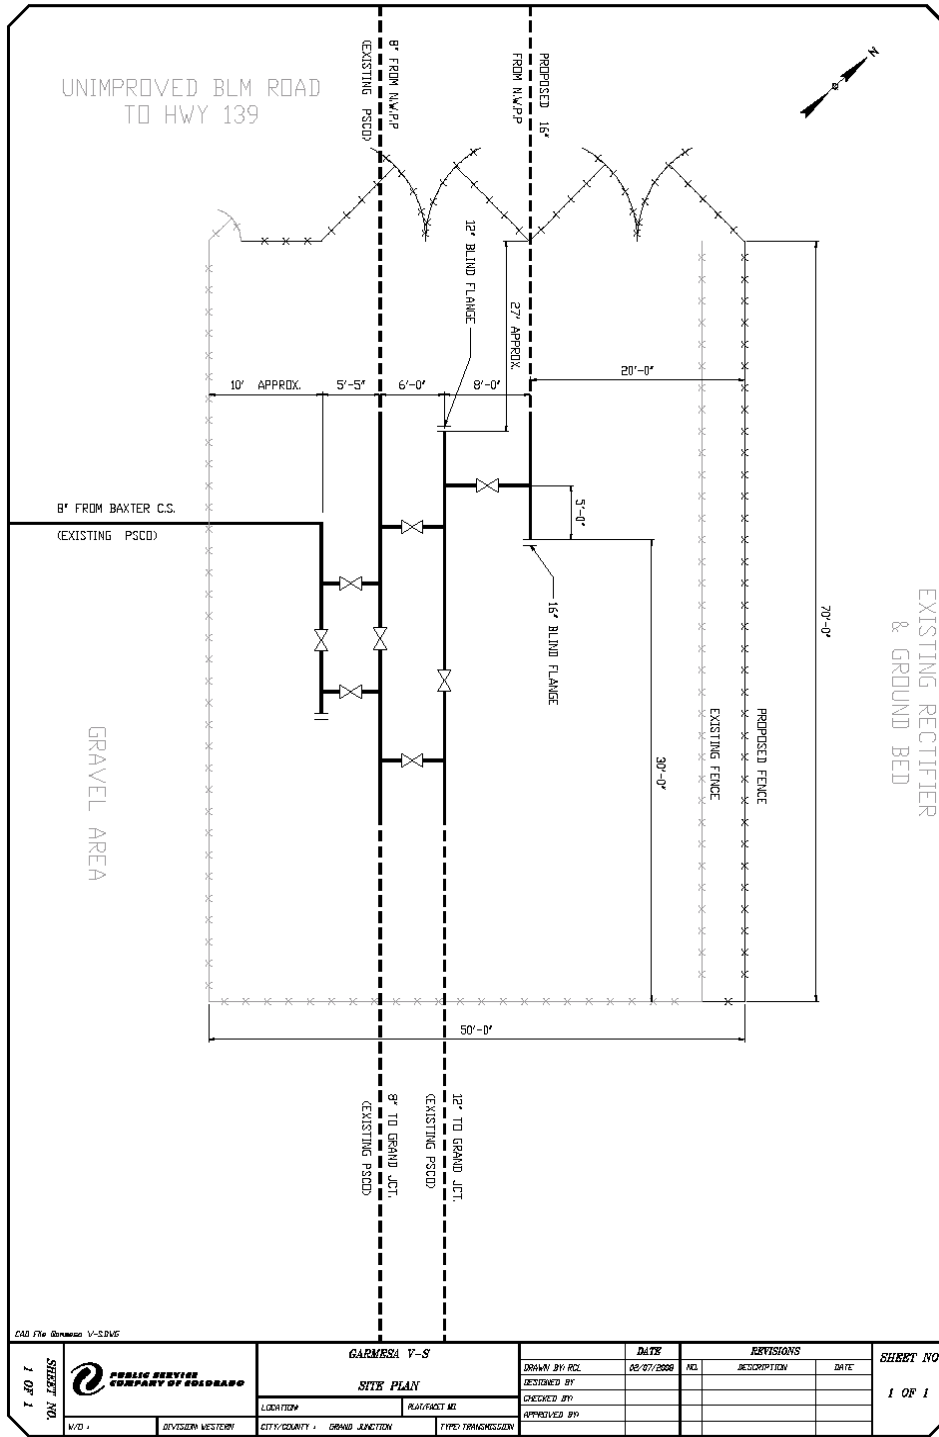 UNIMPROVED BLM ROAD
TO HWY 139
8" FROM N.W.P.P
(EXISTING PSCO)
PROPOSED 16"
FROM N.W.P.P
N
12" BLIND FLANGE
27' APPROX.
20'-0"
10' APPROX.
5'-5"
6'-0"
8'-0"
8" FROM BAXTER C.S.
(EXISTING PSCO)
5'-0"
16" BLIND FLANGE
70'-0"
EXISTING RECTIFIER
& GROUND BED
PROPOSED FENCE
EXISTING FENCE
30'-0"
GRAVEL AREA
50'-0"
8" TO GRAND JCT.
(EXISTING PSCO)
12" TO GRAND JCT.
(EXISTING PSCO)
CAD File Garmesa V-S.DWG
SHEET NO.
1 OF 1
PUBLIC SERVICE
COMPANY OF COLORADO
W/O :
DIVISION: WESTERN
GARMESA V-S
SITE PLAN
LOCATION:
PLAT/FACET NO.
CITY/COUNTY : GRAND JUNCTION
TYPE: TRANSMISSION
DATE
DRAWN BY: RCL
02/07/2008
DESIGNED BY
CHECKED BY:
APPROVED BY:
REVISIONS
NO.
DESCRIPTION
DATE
SHEET NO
1 OF 1